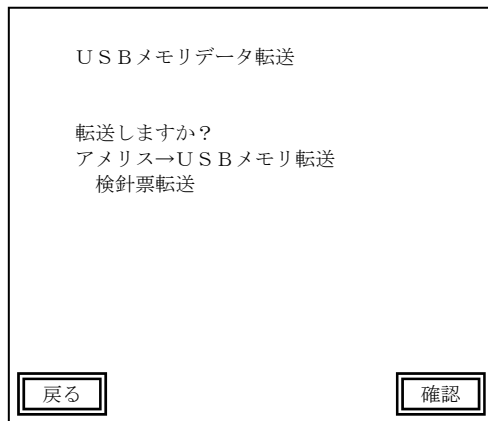 ＵＳＢメモリデータ転送
転送しますか？
アメリス→ＵＳＢメモリ転送
検針票転送
戻る
確認